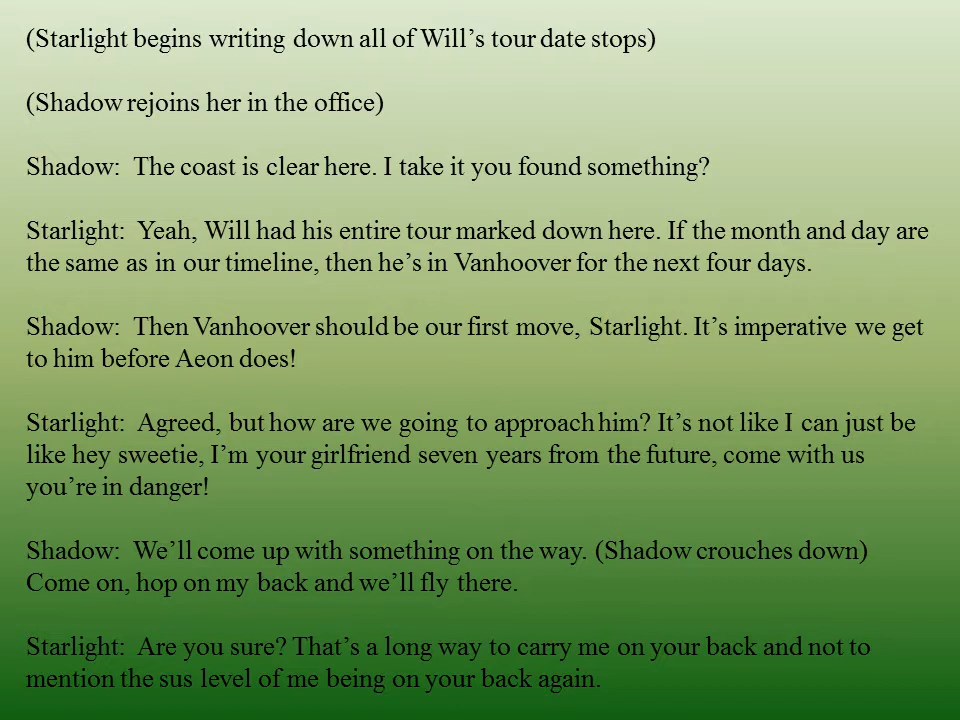 (Starlight begins writing down all of Will’s tour date stops)
(Shadow rejoins her in the office)
Shadow:  The coast is clear here. I take it you found something?
Starlight:  Yeah, Will had his entire tour marked down here. If the month and day are
the same as in our timeline, then he’s in Vanhoover for the next four days.
Shadow:  Then Vanhoover should be our first move, Starlight. It’s imperative we get
to him before Aeon does!
Starlight:  Agreed, but how are we going to approach him? It’s not like I can just be
like hey sweetie, I’m your girlfriend seven years from the future, come with us
you’re in danger!
Shadow:  We’ll come up with something on the way. (Shadow crouches down)
Come on, hop on my back and we’ll fly there.
Starlight:  Are you sure? That’s a long way to carry me on your back and not to
mention the sus level of me being on your back again.